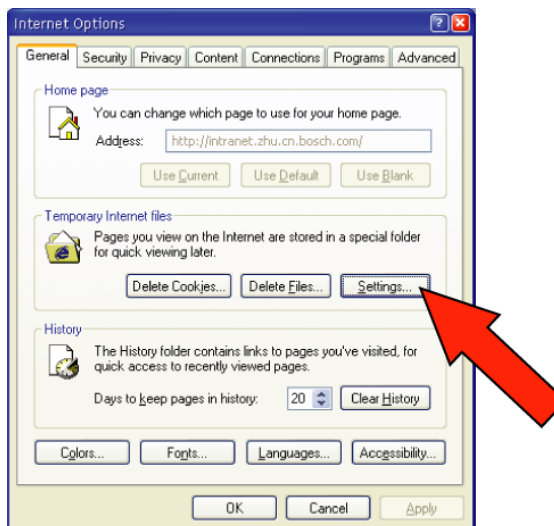 Internet Options
General Security Privacy Content Connections Programs Advanced
Home page
You can change which page to use for your home page.
Address: http://intranet.zhu.cn.bosch.com/
Use Current Use Default Use Blank
Temporary Internet files
Pages you view on the Internet are stored in a special folder
for quick viewing later.
Delete Cookies... Delete Files... Settings...
History
The History folder contains links to pages you've visited, for
quick access to recently viewed pages.
Days to keep pages in history: 20 Clear History
Colors... Fonts... Languages... Accessibility...
OK Cancel Apply